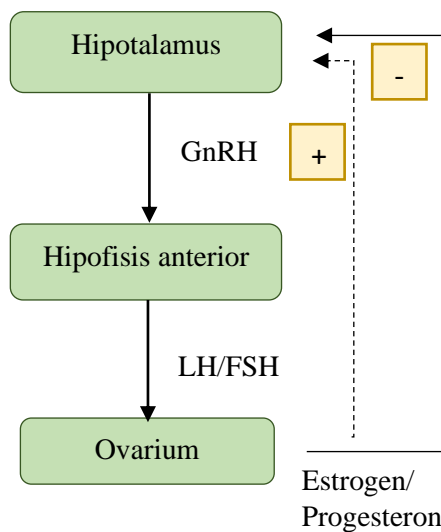 Hipotalamus
-
GnRH
+
Hipofisis anterior
LH/FSH
Ovarium
Estrogen/
Progesteron